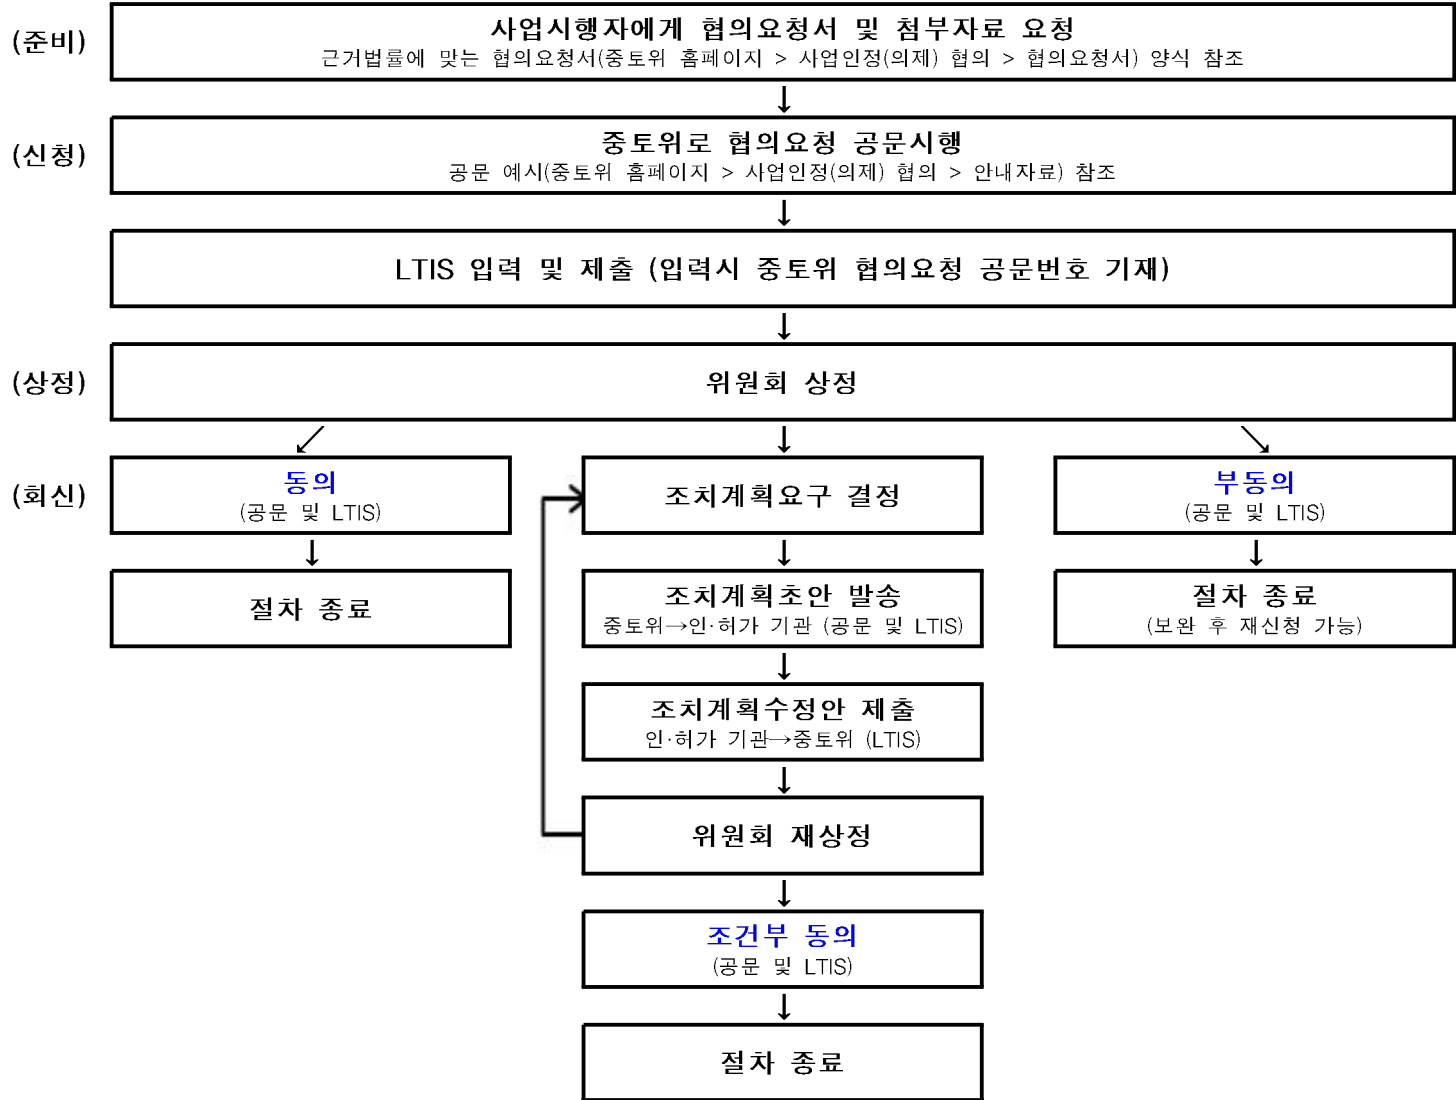 (준비)
사업시행자에게 협의요청서 및 첨부자료 요청
근거법률에 맞는 협의요청서(중토위 홈페이지 > 사업인정(의제) 협의 > 협의요청서) 양식 참조
↓
(신청)
중토위로 협의요청 공문시행
공문 예시(중토위 홈페이지 > 사업인정(의제) 협의 > 안내자료) 참조
↓
LTIS 입력 및 제출 (입력시 중토위 협의요청 공문번호 기재)
↓
(상정)
위원회 상정
↙ ↓ ↘
(회신)
동의
(공문 및 LTIS)
↓
절차 종료
조치계획요구 결정
↓
조치계획초안 발송
중토위→인·허가 기관 (공문 및 LTIS)
↓
조치계획수정안 제출
인·허가 기관→중토위 (LTIS)
↓
위원회 재상정
↓
조건부 동의
(공문 및 LTIS)
↓
절차 종료
부동의
(공문 및 LTIS)
↓
절차 종료
(보완 후 재신청 가능)